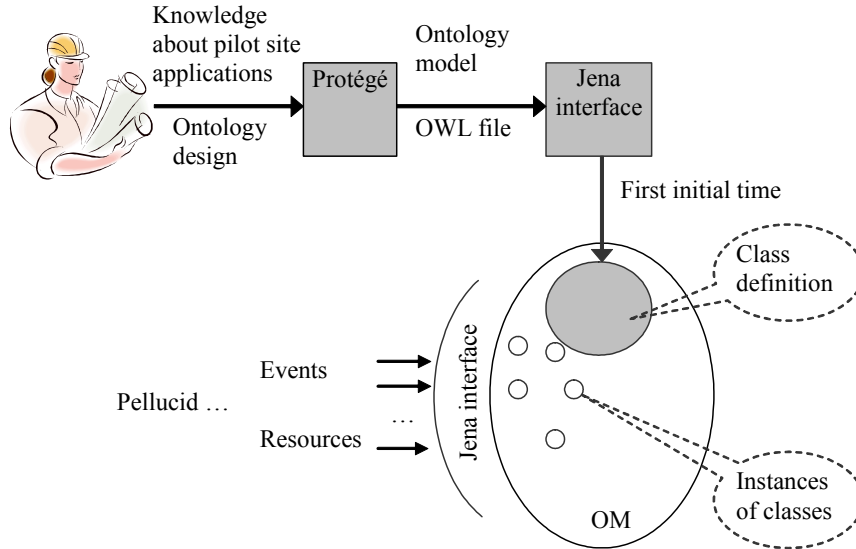 Knowledge
about pilot site
applications
Ontology
design
Protégé
Ontology
model
OWL file
Jena
interface
First initial time
Class
definition
Events
Pellucid …
…
Resources
Jena interface
Instances
of classes
OM